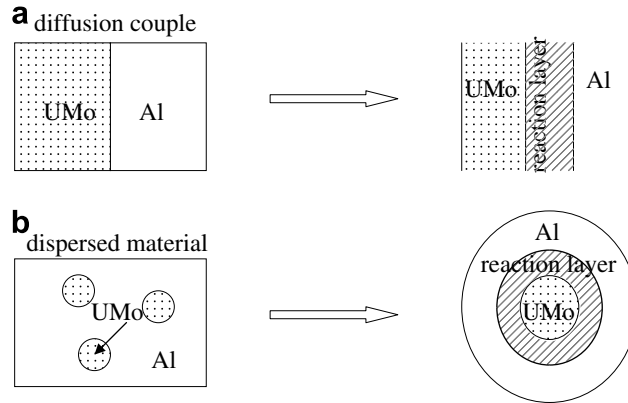 a
diffusion couple
UMo
Al
UMo
reaction layer
Al
b
dispersed material
UMo
Al
Al
reaction layer
UMo